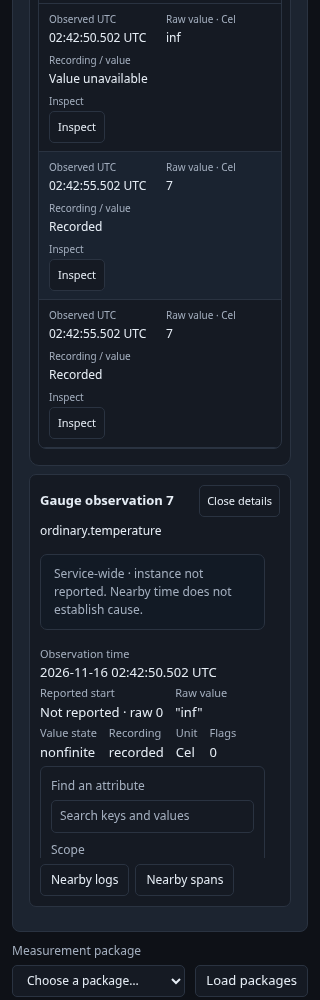 Observed UTC Raw value · Cel
02:42:50.502 UTC inf
Recording / value
Value unavailable
Inspect
Inspect
Observed UTC Raw value · Cel
02:42:55.502 UTC 7
Recording / value
Recorded
Inspect
Inspect
Observed UTC Raw value · Cel
02:42:55.502 UTC 7
Recording / value
Recorded
Inspect
Inspect
Gauge observation 7 Close details
ordinary.temperature
Service-wide · instance not
reported. Nearby time does not
establish cause.
Observation time
2026-11-16 02:42:50.502 UTC
Reported start Raw value
Not reported · raw 0 "inf"
Value state Recording Unit Flags
nonfinite recorded Cel 0
Find an attribute
Search keys and values
Scope
Nearby logs Nearby spans
Measurement package
Choose a package... Load packages